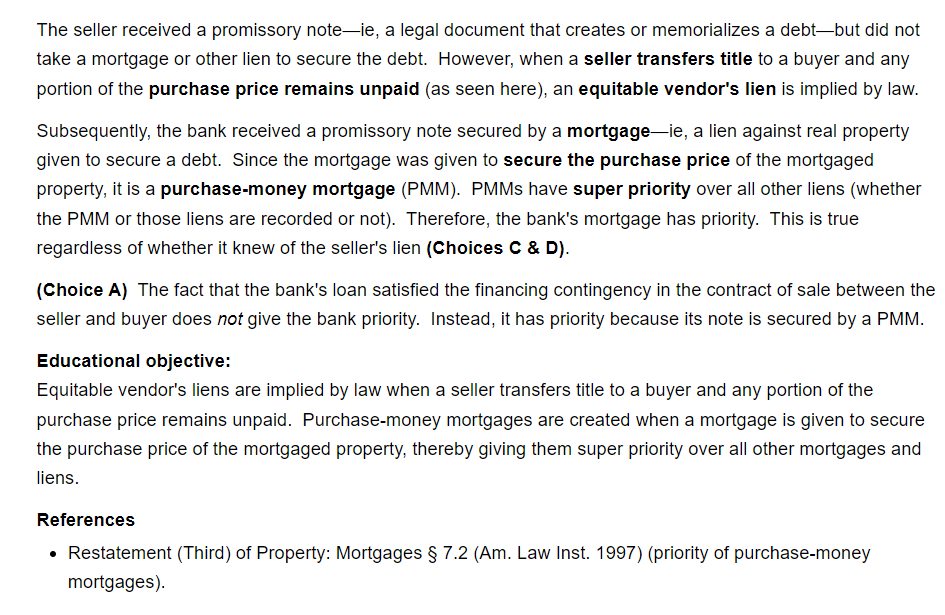 The seller received a promissory note—ie, a legal document that creates or memorializes a debt—but did not
take a mortgage or other lien to secure the debt. However, when a seller transfers title to a buyer and any
portion of the purchase price remains unpaid (as seen here), an equitable vendor's lien is implied by law.
Subsequently, the bank received a promissory note secured by a mortgage—ie, a lien against real property
given to secure a debt. Since the mortgage was given to secure the purchase price of the mortgaged
property, it is a purchase-money mortgage (PMM). PMMs have super priority over all other liens (whether
the PMM or those liens are recorded or not). Therefore, the bank's mortgage has priority. This is true
regardless of whether it knew of the seller's lien (Choices C & D).
(Choice A) The fact that the bank's loan satisfied the financing contingency in the contract of sale between the
seller and buyer does not give the bank priority. Instead, it has priority because its note is secured by a PMM.
Educational objective:
Equitable vendor's liens are implied by law when a seller transfers title to a buyer and any portion of the
purchase price remains unpaid. Purchase-money mortgages are created when a mortgage is given to secure
the purchase price of the mortgaged property, thereby giving them super priority over all other mortgages and
liens.
References
• Restatement (Third) of Property: Mortgages § 7.2 (Am. Law Inst. 1997) (priority of purchase-money
mortgages).